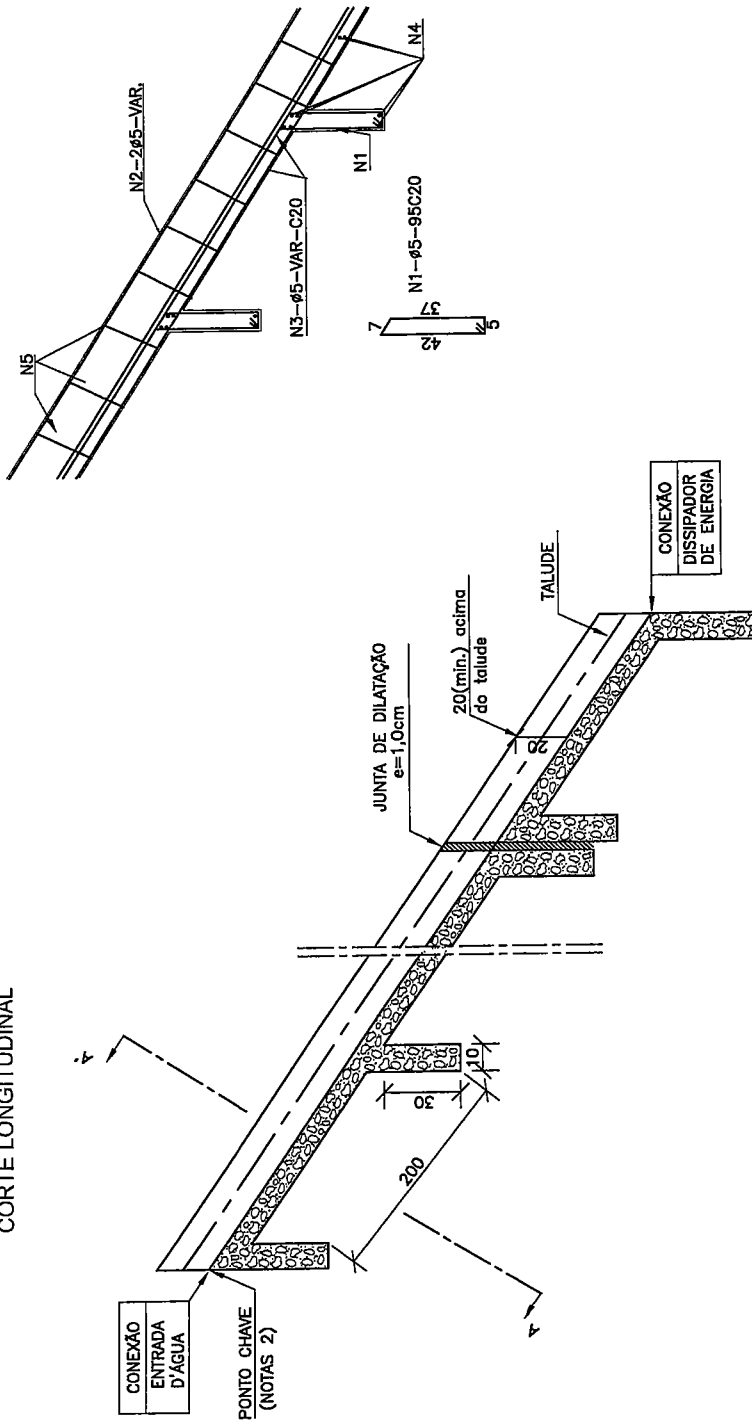 CORTE LONGITUDINAL
CONEXÃO
ENTRADA
D'ÁGUA
PONTO CHAVE
(NOTAS 2)
A'
A
200
30
10
JUNTA DE DILATAÇÃO
e=1,0cm
20(min.) acima
do talude
20
TALUDE
CONEXÃO
DISSIPADOR
DE ENERGIA
N5
N2-2ø5-VAR.
N3-ø5-VAR-C20
N1
N4
N1-ø5-95C20
7
37
42
5